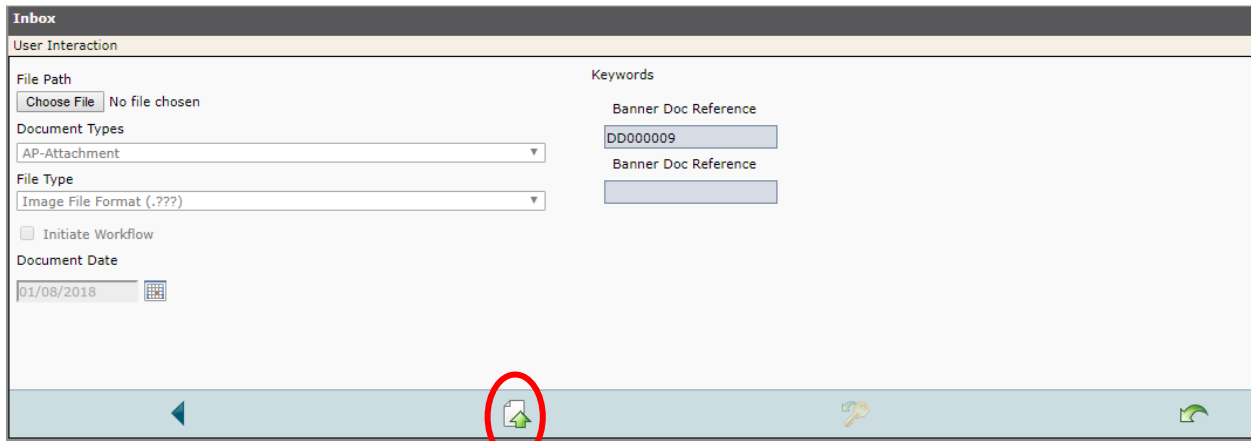 Inbox
User Interaction
File Path
Choose File No file chosen
Document Types
AP-Attachment
File Type
Image File Format (.???)
Initiate Workflow
Document Date
01/08/2018
Keywords
Banner Doc Reference
DD000009
Banner Doc Reference